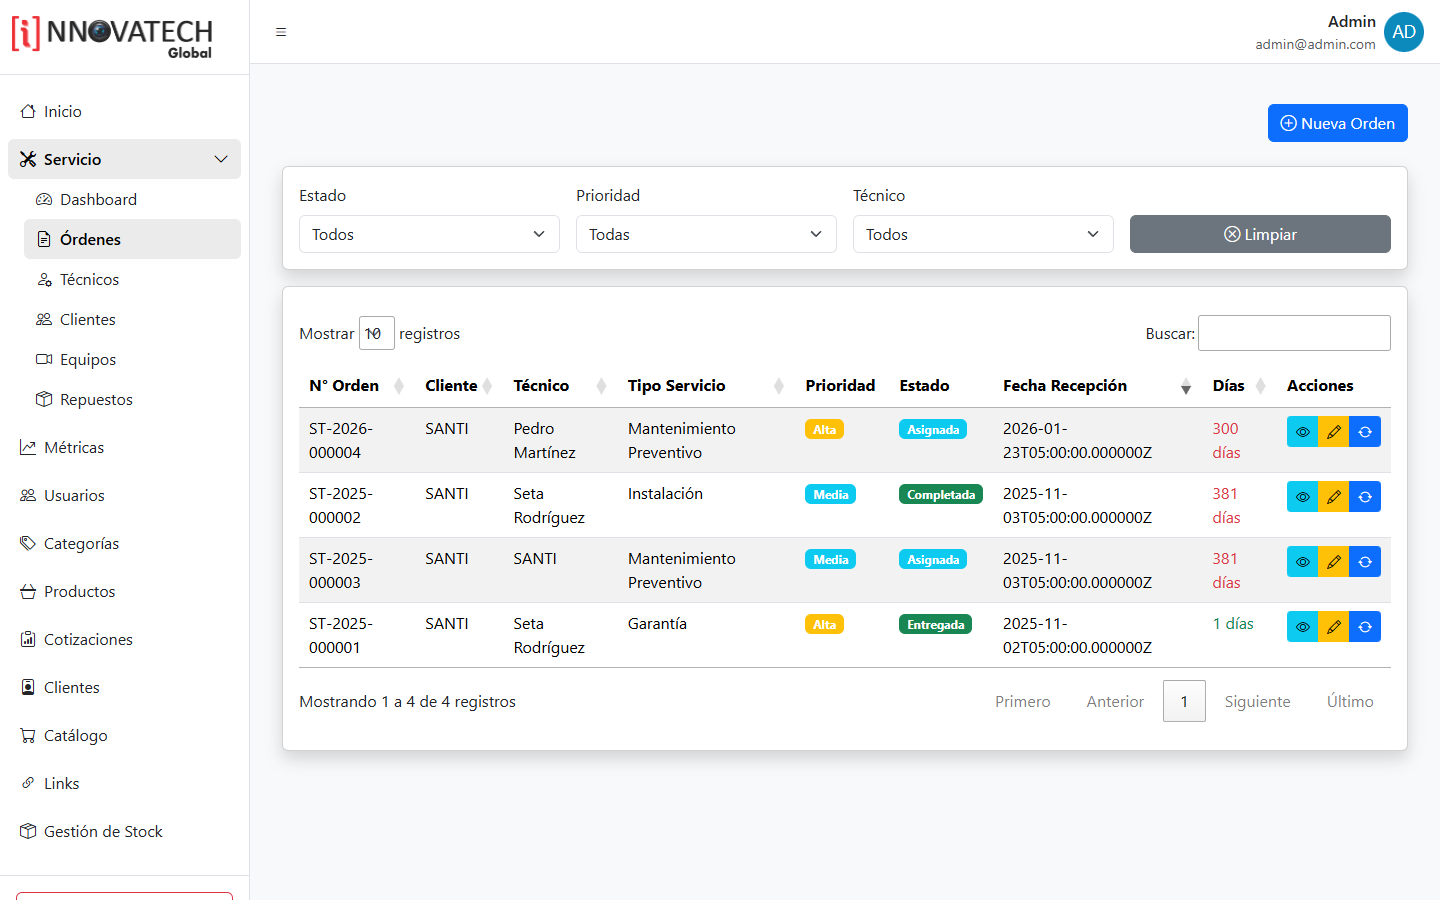 [i] NNOVATECH
Global
Admin
admin@admin.com
AD
Inicio
Servicio
Dashboard
Órdenes
Técnicos
Clientes
Equipos
Repuestos
Métricas
Usuarios
Categorías
Productos
Cotizaciones
Clientes
Catálogo
Links
Gestión de Stock
Nueva Orden
Estado Prioridad Técnico
Todos Todas Todos Limpiar
Mostrar 10 registros Buscar:
N° Orden Cliente Técnico Tipo Servicio Prioridad Estado Fecha Recepción Días Acciones
ST-2026- SANTI Pedro Mantenimiento Alta Asignada 2026-01- 300
000004 Martínez Preventivo 23T05:00:00.000000Z días
ST-2025- SANTI Seta Instalación Media Completada 2025-11- 381
000002 Rodríguez 03T05:00:00.000000Z días
ST-2025- SANTI SANTI Mantenimiento Media Asignada 2025-11- 381
000003 Preventivo 03T05:00:00.000000Z días
ST-2025- SANTI Seta Garantía Alta Entregada 2025-11- 1 días
000001 Rodríguez 02T05:00:00.000000Z
Mostrando 1 a 4 de 4 registros Primero Anterior 1 Siguiente Último